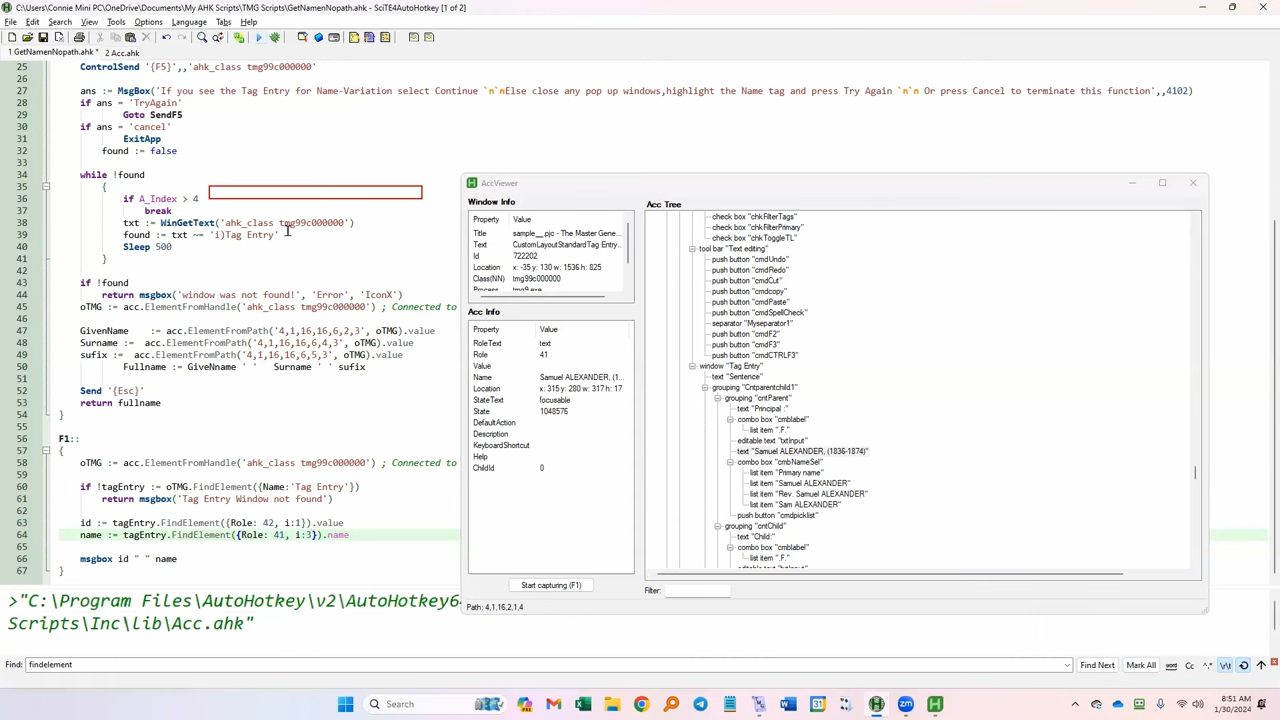 C:\Users\Connie Mini PC\OneDrive\Documents\My AHK Scripts\TMG Scripts\GetNamenNopath.ahk - SciTE4AutoHotkey [1 of 2]
File Edit Search View Tools Options Language Tabs Help
1 GetNamenNopath.ahk * 2 Acc.ahk
25 ControlSend '{F5}',,'ahk_class tmg99c000000'
26
27 ans := MsgBox('If you see the Tag Entry for Name-Variation select Continue `n`nElse close any pop up windows,highlight the Name tag and press Try Again `n`n Or press Cancel to terminate this function',,4102)
28 if ans = 'TryAgain'
29 Goto SendF5
30 if ans = 'cancel'
31 ExitApp
32 found := false
33
34 while !found
35 {
36 if A_Index > 4
37 break
38 txt := WinGetText('ahk_class tmg99c000000')
39 found := txt ~= 'i)Tag Entry'
40 Sleep 500
41 }
42
43 if !found
44 return msgbox('window was not found!', 'Error', 'IconX')
45 oTMG := acc.ElementFromHandle('ahk_class tmg99c000000') ; Connected to
46
47 GivenName := acc.ElementFromPath('4,1,16,16,6,2,3', oTMG).value
48 Surname := acc.ElementFromPath('4,1,16,16,6,4,3', oTMG).value
49 sufix := acc.ElementFromPath('4,1,16,16,6,5,3', oTMG).value
50 Fullname := GiveNname ' ' Surname ' ' sufix
51
52 Send '{Esc}'
53 return fullname
54 }
55
56 F1::
57 {
58 oTMG := acc.ElementFromHandle('ahk_class tmg99c000000') ; Connected to
59
60 if !tagEntry := oTMG.FindElement({Name:'Tag Entry'})
61 return msgbox('Tag Entry Window not found')
62
63 id := tagEntry.FindElement({Role: 42, i:1}).value
64 name := tagEntry.FindElement({Role: 41, i:3}).name
65
66 msgbox id " " name
67 }
AccViewer
Window Info
Property Value
Title sample__pjc - The Master Gene...
Text CustomLayoutStandardTag Entry...
Id 722202
Location x: -35 y: 130 w: 1536 h: 825
Class(NN) tmg99c000000
Process tmg9.exe
Acc Info
Property Value
RoleText text
Role 41
Value
Name Samuel ALEXANDER, (1...
Location x: 315 y: 280 w: 317 h: 17
StateText focusable
State 1048576
DefaultAction
Description
KeyboardShortcut
Help
ChildId 0
Start capturing (F1)
Path: 4,1,16,2,1,4
Acc Tree
check box "chkFilterTags"
check box "chkFilterPrimary"
check box "chkToggleTL"
tool bar "Text editing"
push button "cmdUndo"
push button "cmdRedo"
push button "cmdCut"
push button "cmdcopy"
push button "cmdPaste"
push button "cmdSpellCheck"
separator "Myseparator1"
push button "cmdF2"
push button "cmdF3"
push button "cmdCTRLF3"
window "Tag Entry"
text "Sentence"
grouping "Cntparentchild1"
grouping "cntParent"
text "Principal :"
combo box "cmblabel"
list item ".F."
editable text "txtInput"
text "Samuel ALEXANDER, (1836-1874)"
combo box "cmbNameSel"
list item "Primary name"
list item "Samuel ALEXANDER"
list item "Rev. Samuel ALEXANDER"
list item "Sam ALEXANDER"
push button "cmdpicklist"
grouping "cntChild"
text "Child:"
combo box "cmblabel"
list item ".F."
editable text "txtInput"
Filter:
>"C:\Program Files\AutoHotkey\v2\AutoHotkey6
Scripts\Inc\lib\Acc.ahk"
Find: findelement
Find Next Mark All word Cc
Search
8:51 AM
1/30/2024